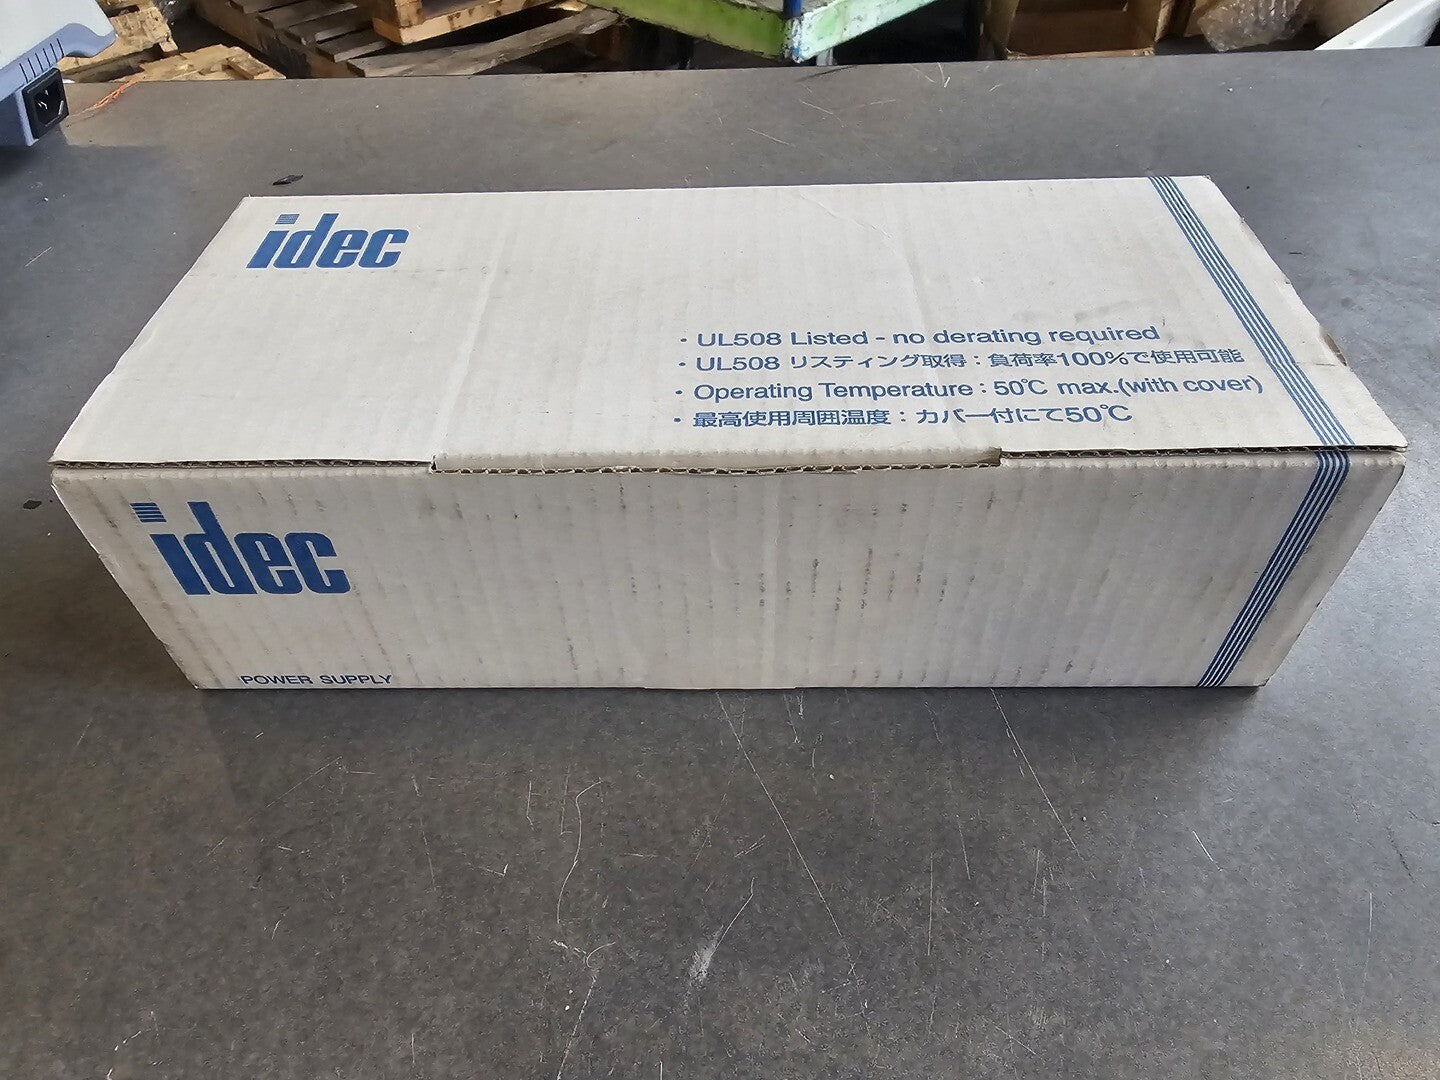 idec
・UL508 Listed - no derating required
・UL508 リスティング取得：負荷率100%で使用可能
・Operating Temperature : 50℃ max.(with cover)
・最高使用周囲温度：カバー付にて50℃
idec
POWER SUPPLY